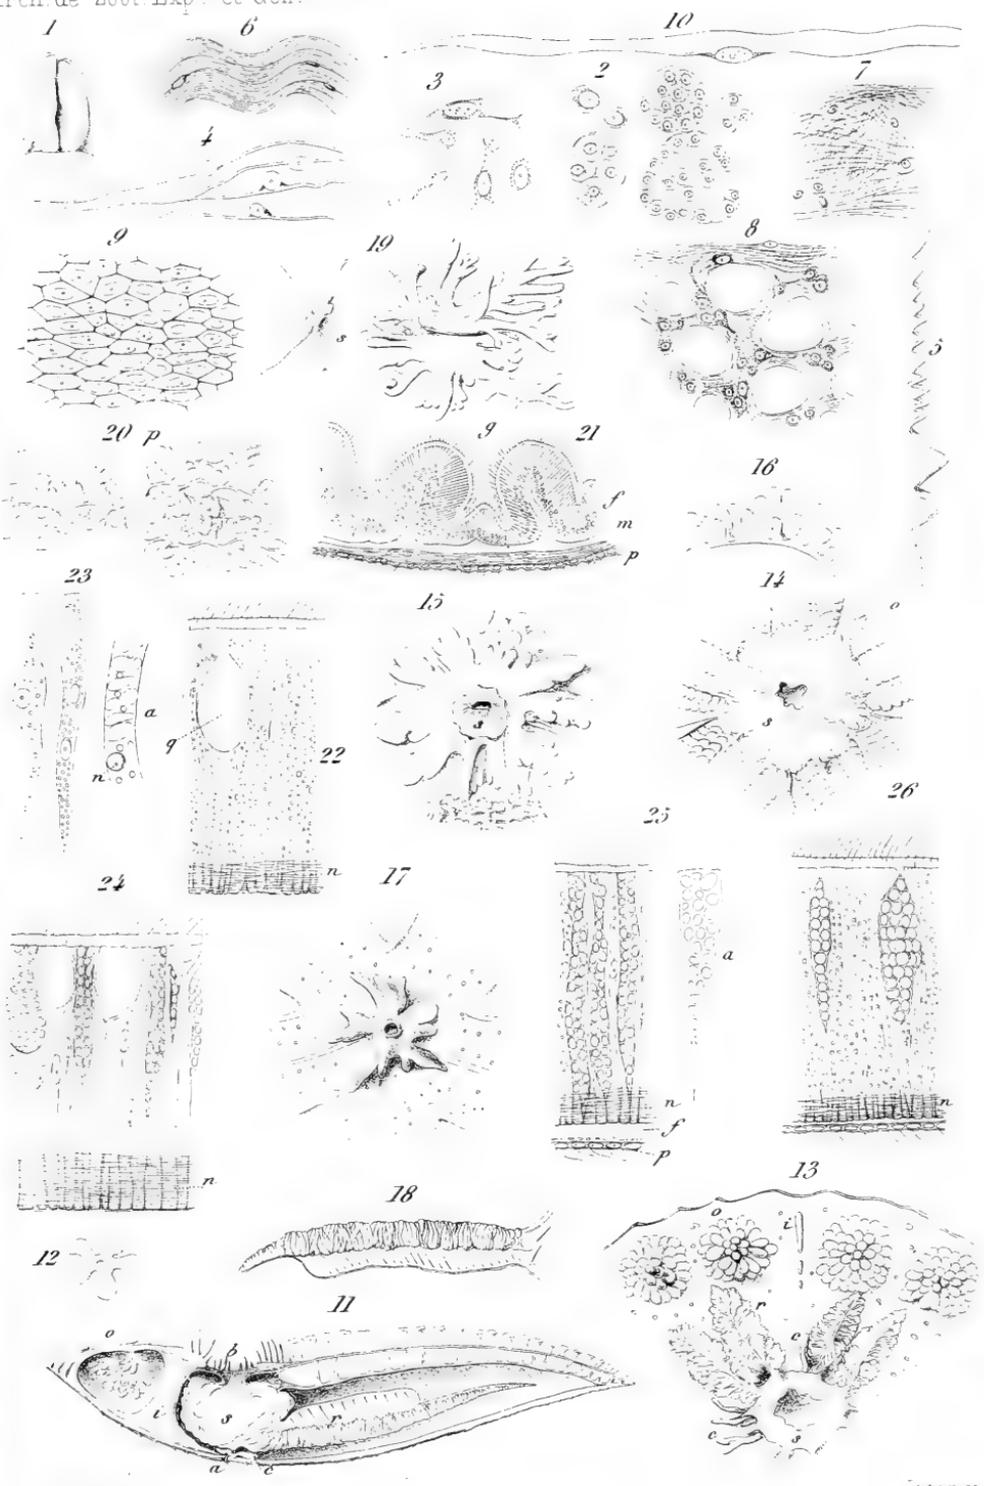 Arch. de Zool. Exp. et Gén.
1 6 10
3 2 7
4
9 19 8
s 5
20 p g 21
f 16
m
p
23 15 14
o
a s s
q 22
n
25 26
24 n 17
a
n n
f
p
n 13
18 o i
12
11 r
o p c
i s r
a c c s